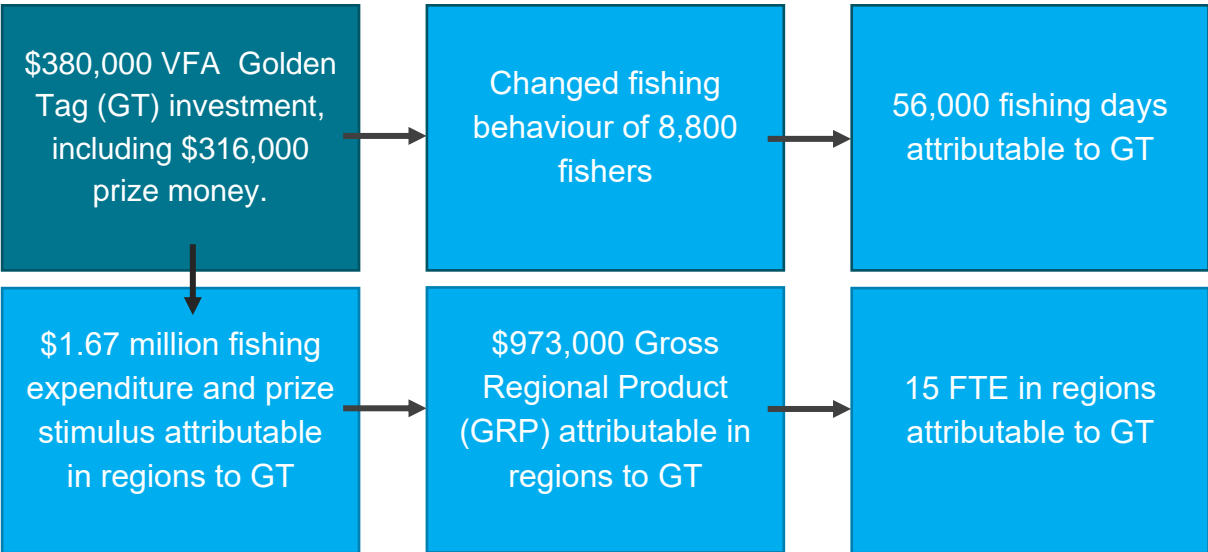 $380,000 VFA  Golden
Tag (GT) investment,
including $316,000
prize money.
Changed fishing
behaviour of 8,800
fishers
56,000 fishing days
attributable to GT
$1.67 million fishing
expenditure and prize
stimulus attributable
in regions to GT
$973,000 Gross
Regional Product
(GRP) attributable in
regions to GT
15 FTE in regions
attributable to GT